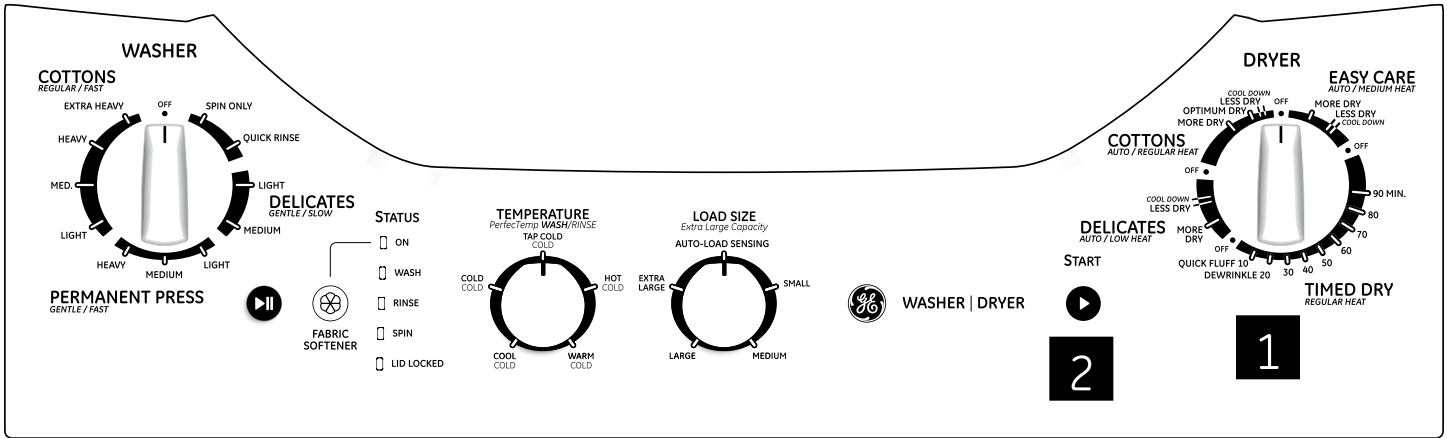 WASHER
COTTONS
REGULAR / FAST
OFF
EXTRA HEAVY
SPIN ONLY
HEAVY
QUICK RINSE
MED.
LIGHT
DELICATES
GENTLE / SLOW
LIGHT
MEDIUM
HEAVY
LIGHT
MEDIUM
PERMANENT PRESS
GENTLE / FAST
FABRIC
SOFTENER
STATUS
ON
WASH
RINSE
SPIN
LID LOCKED
TEMPERATURE
PerfecTemp WASH/RINSE
TAP COLD
COLD
COLD
COLD
HOT
COLD
COOL
COLD
WARM
COLD
LOAD SIZE
Extra Large Capacity
AUTO-LOAD SENSING
EXTRA
LARGE
SMALL
LARGE
MEDIUM
GE
WASHER | DRYER
START
2
DRYER
EASY CARE
AUTO / MEDIUM HEAT
COOL DOWN
LESS DRY
OFF
OPTIMUM DRY
MORE DRY
MORE DRY
LESS DRY
COOL DOWN
COTTONS
AUTO / REGULAR HEAT
OFF
OFF
COOL DOWN
LESS DRY
90 MIN.
DELICATES
AUTO / LOW HEAT
MORE
DRY
80
70
OFF
60
QUICK FLUFF 10
50
DEWRINKLE 20
30
40
TIMED DRY
REGULAR HEAT
1